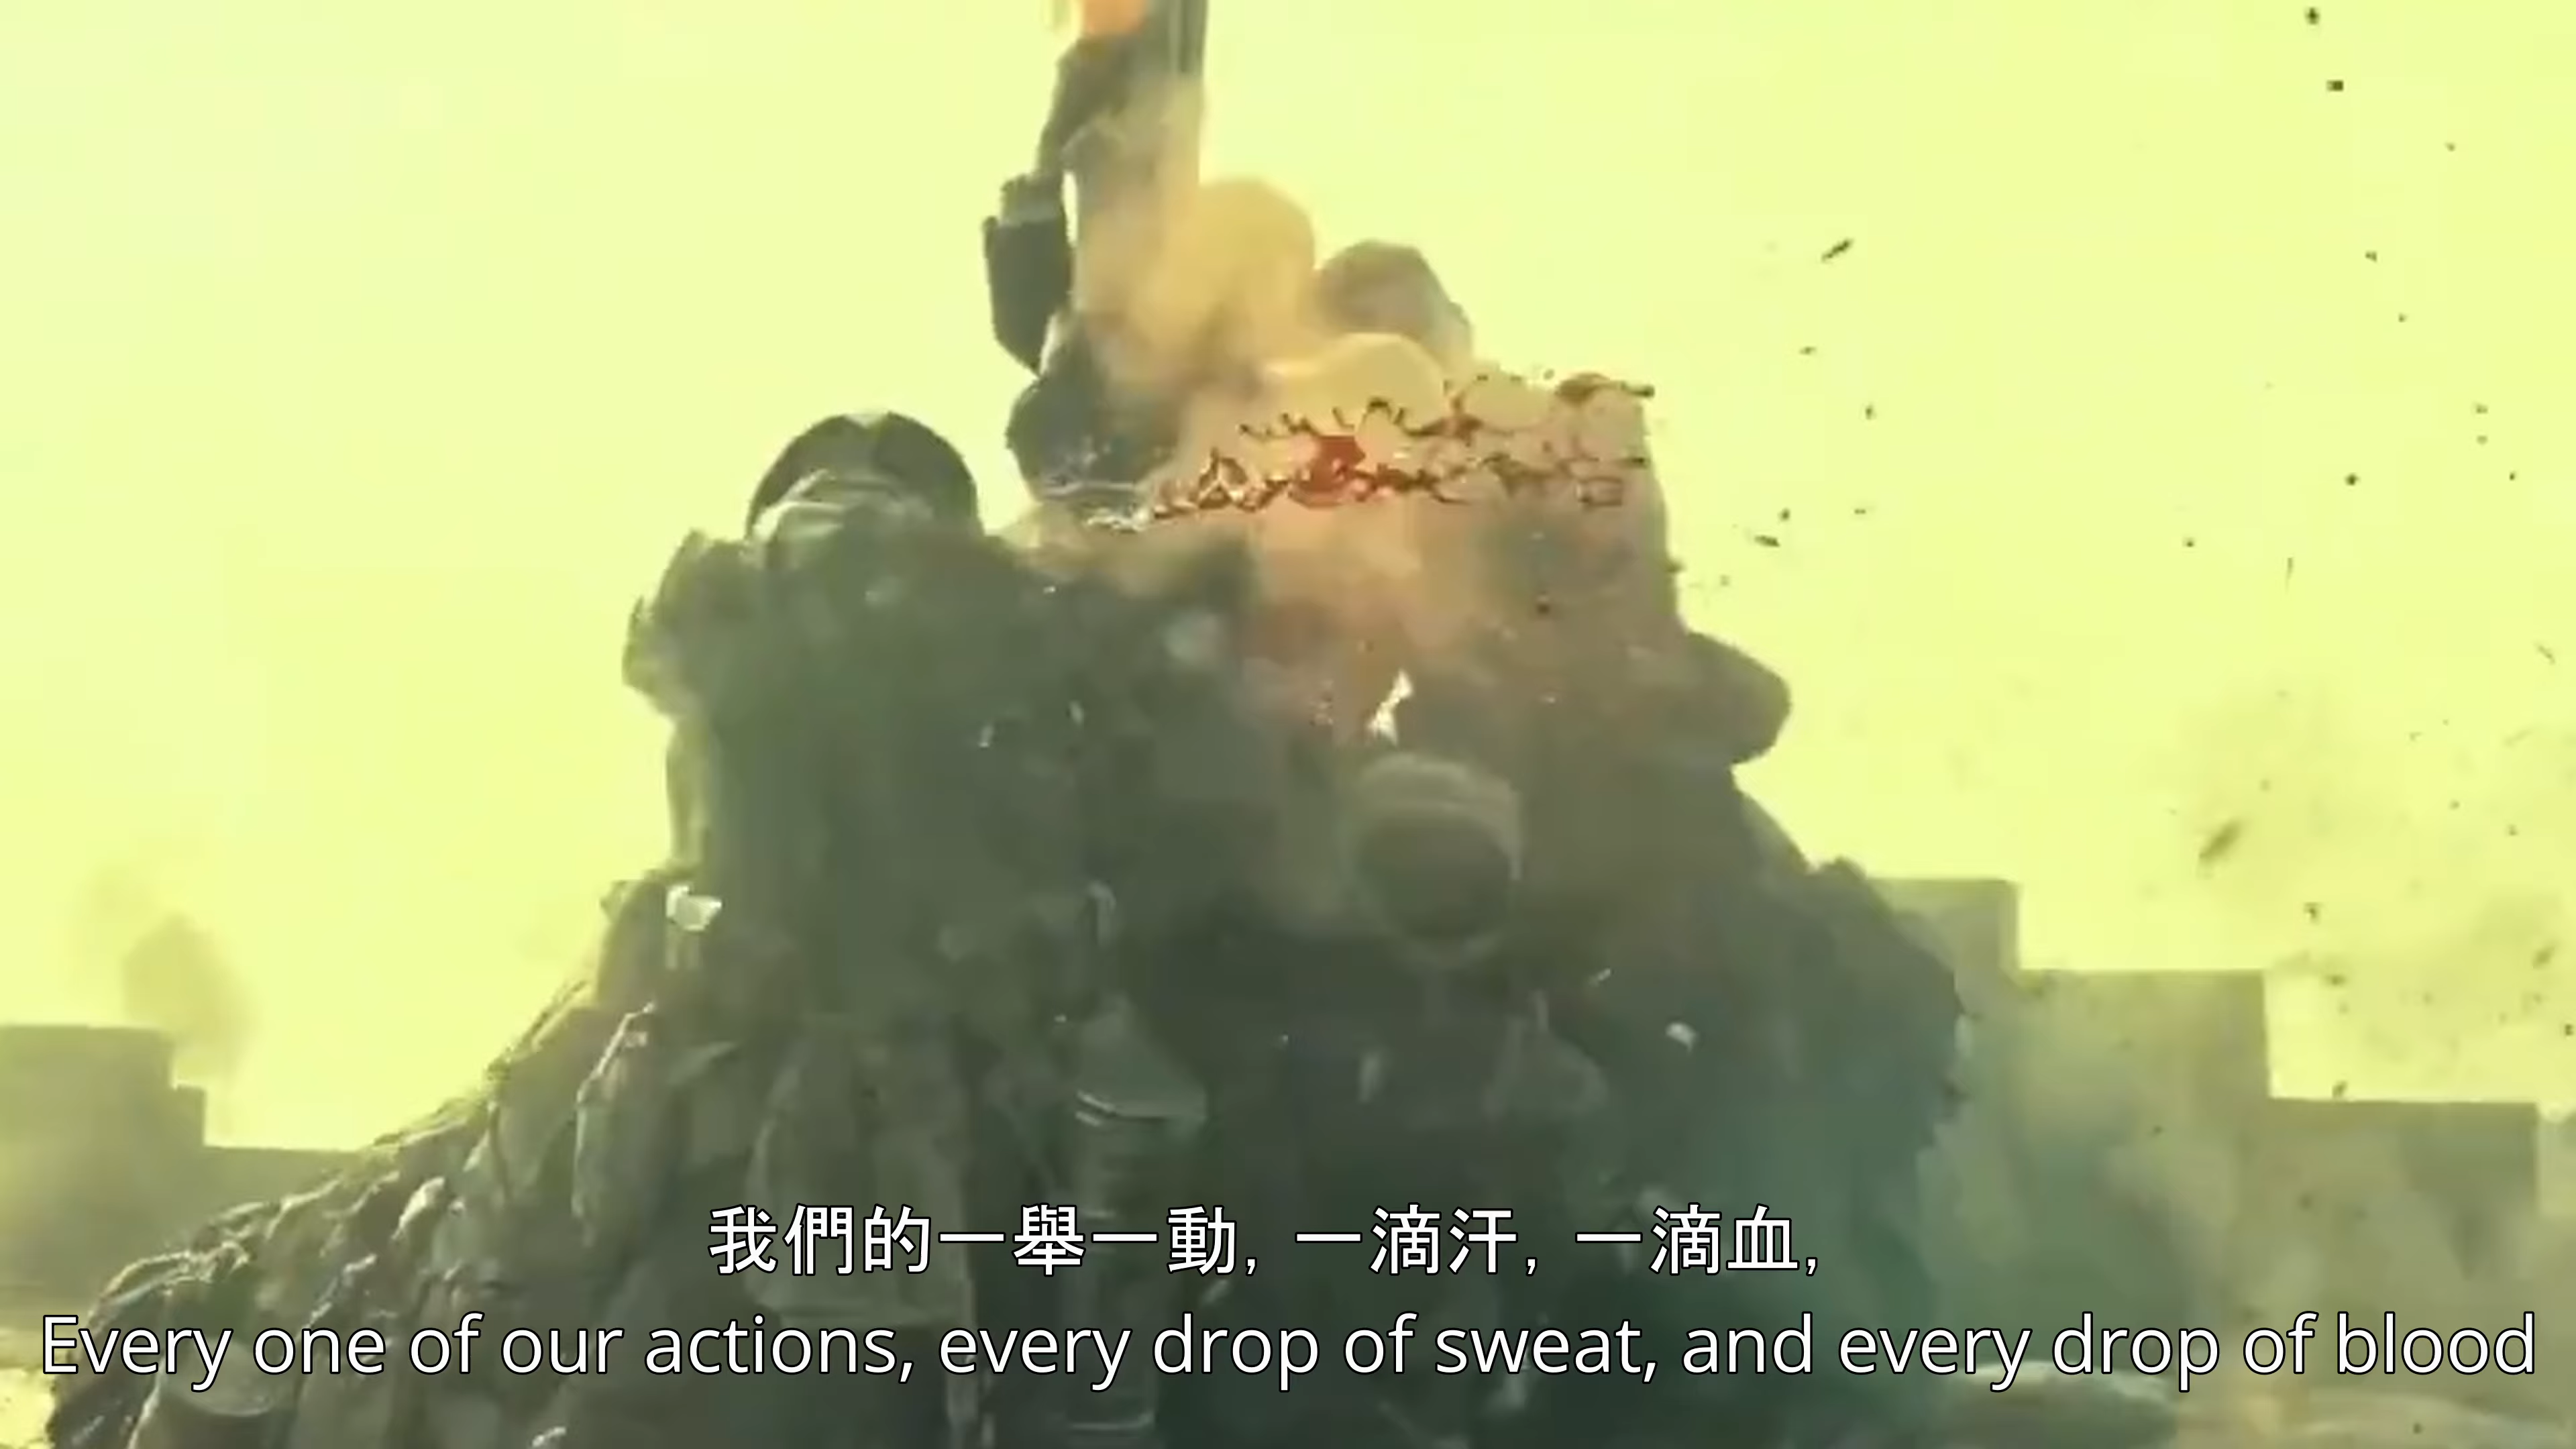 我們的一舉一動, 一滴汗, 一滴血,
Every one of our actions, every drop of sweat, and every drop of blood